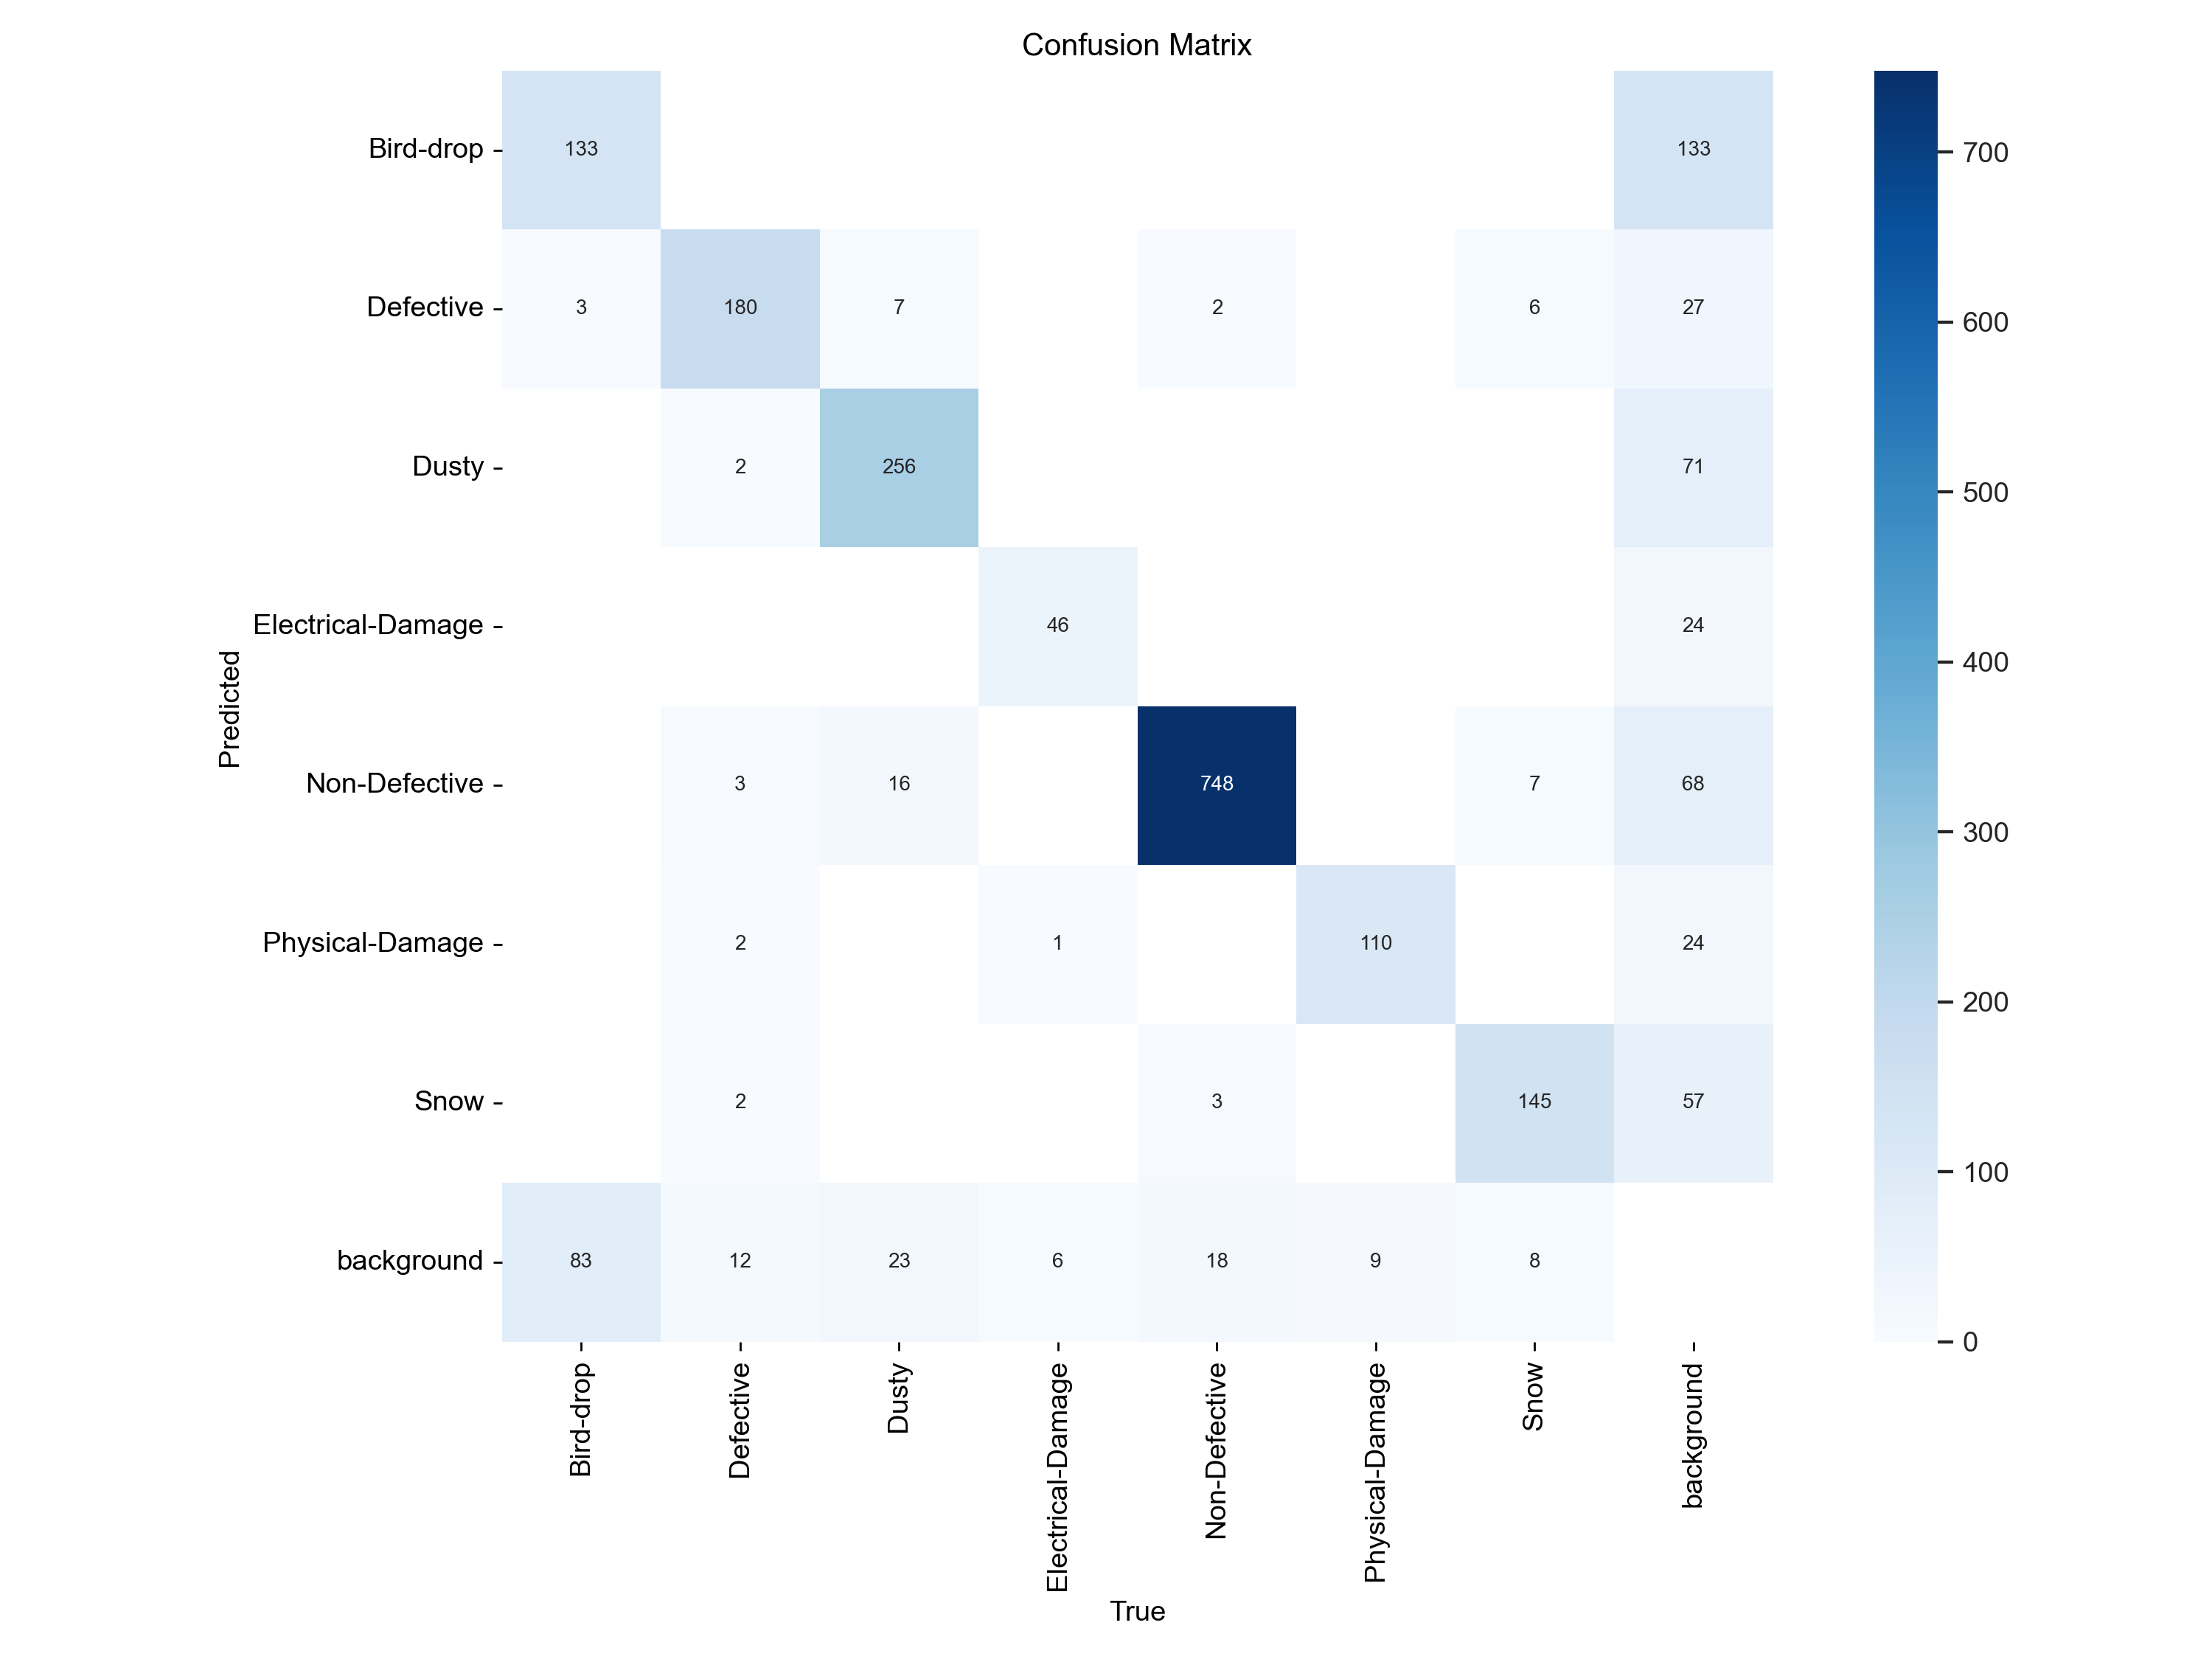 Confusion Matrix
Bird-drop 133 133
Defective 3 180 7 2 6 27
Dusty 2 256 71
Electrical-Damage 46 24
Non-Defective 3 16 748 7 68
Physical-Damage 2 1 110 24
Snow 2 3 145 57
background 83 12 23 6 18 9 8
Predicted
Bird-drop
Defective
Dusty
Electrical-Damage
Non-Defective
Physical-Damage
Snow
background
True
700
600
500
400
300
200
100
0